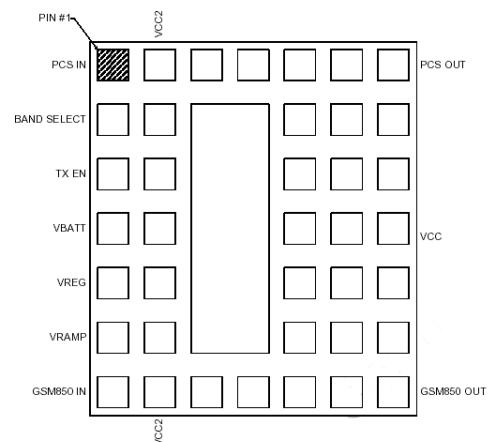 PIN #1
VCC2
PCS IN
PCS OUT
BAND SELECT
TX EN
VBATT
VCC
VREG
VRAMP
GSM850 IN
GSM850 OUT
VCC2